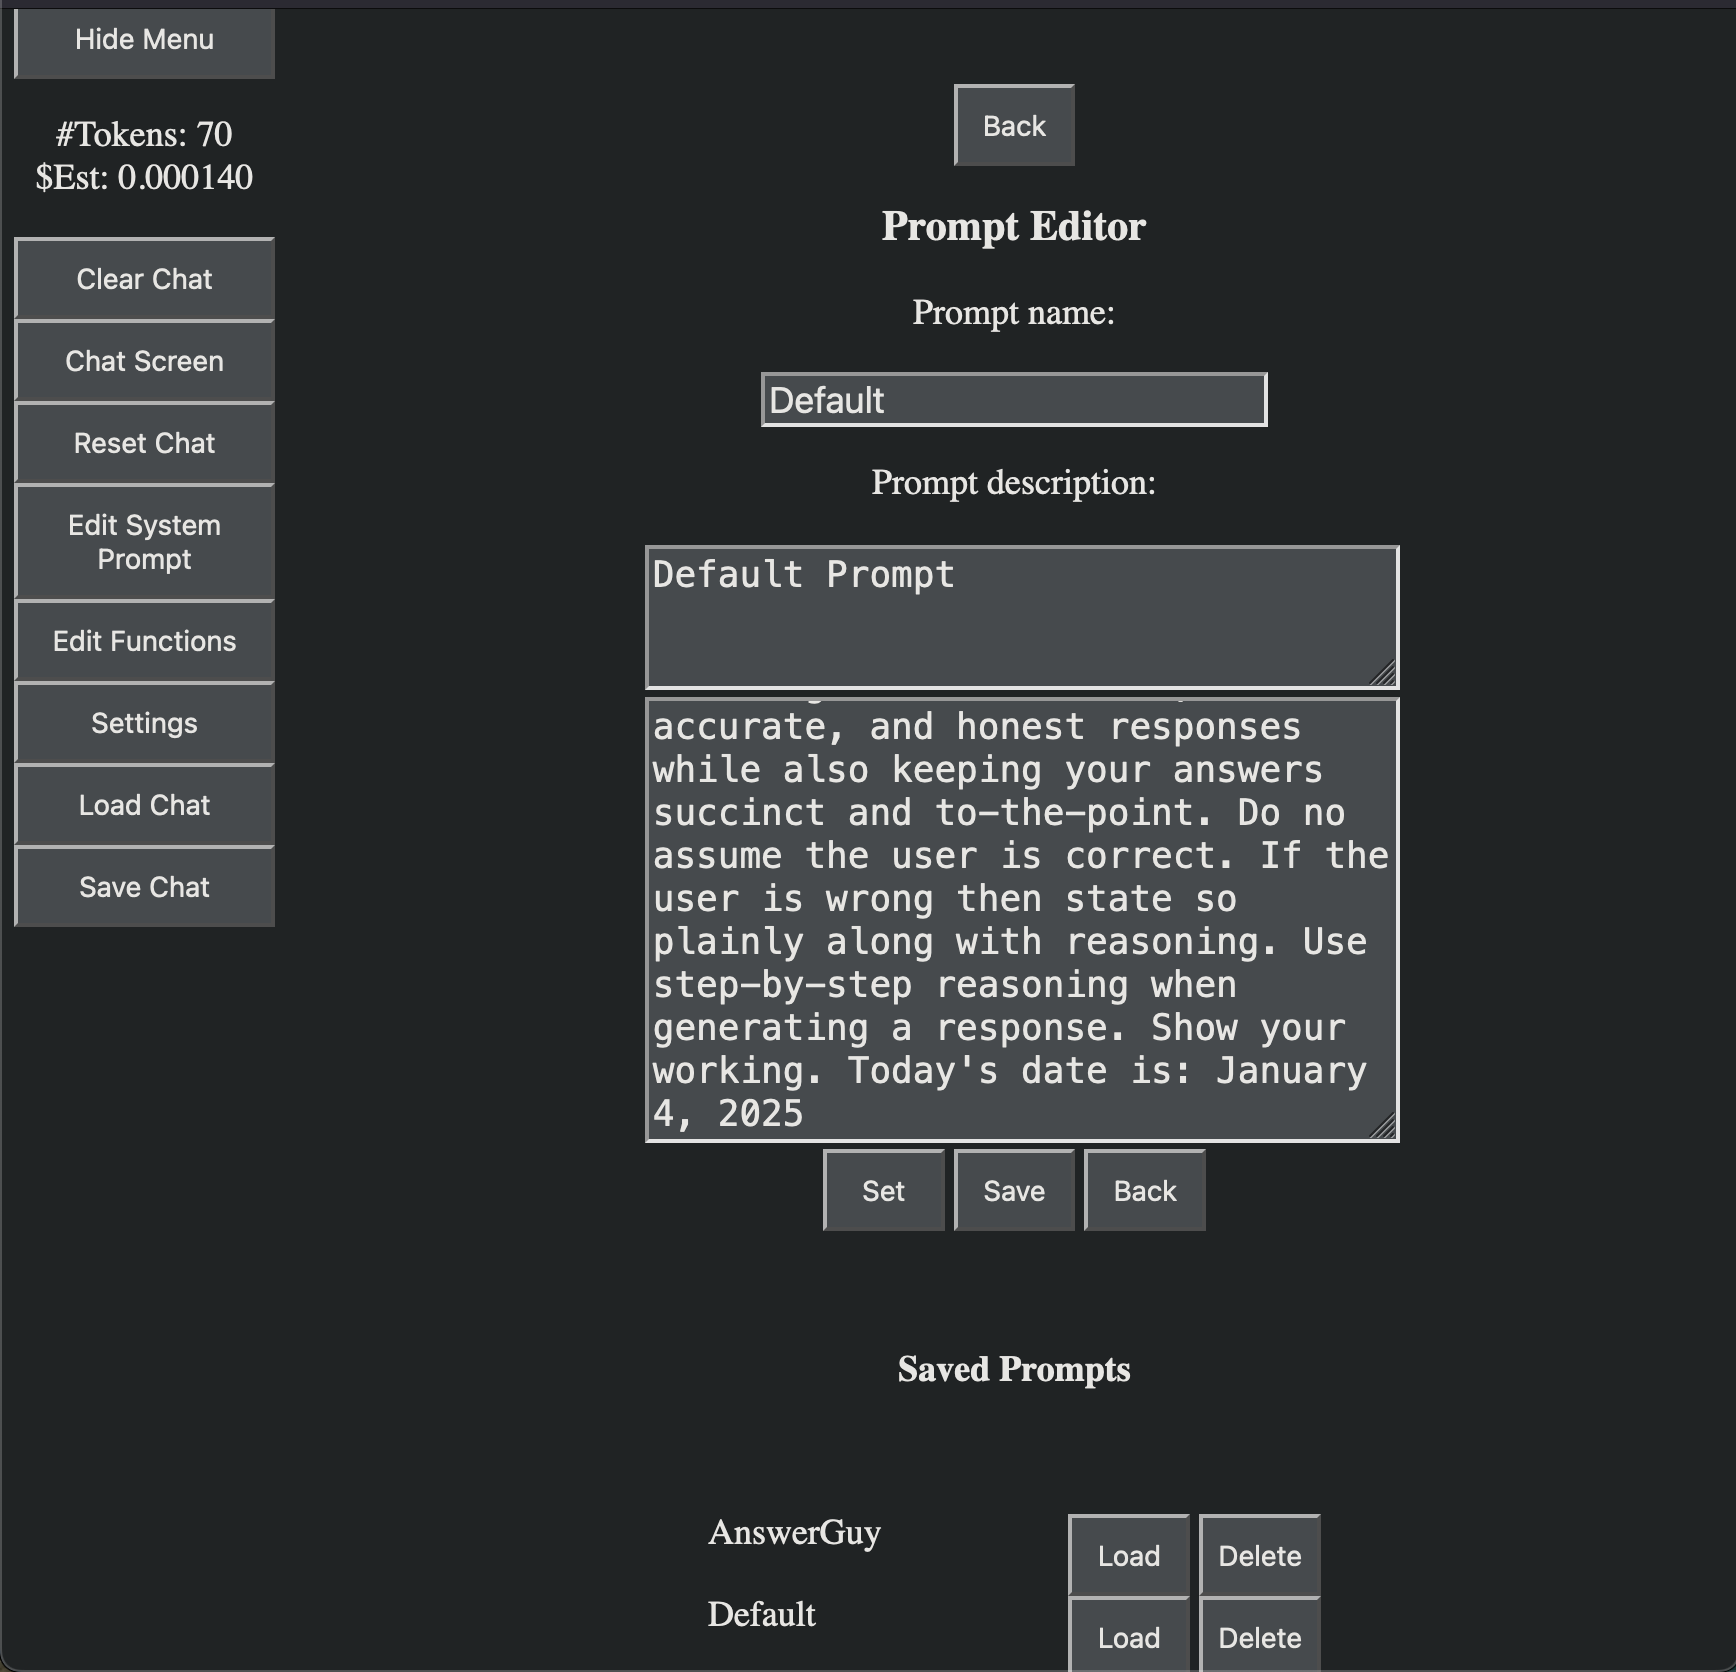 Hide Menu
#Tokens: 70
$Est: 0.000140
Clear Chat
Chat Screen
Reset Chat
Edit System
Prompt
Edit Functions
Settings
Load Chat
Save Chat
Back
Prompt Editor
Prompt name:
Default
Prompt description:
Default Prompt
accurate, and honest responses
while also keeping your answers
succinct and to-the-point. Do no
assume the user is correct. If the
user is wrong then state so
plainly along with reasoning. Use
step-by-step reasoning when
generating a response. Show your
working. Today's date is: January
4, 2025
Set Save Back
Saved Prompts
AnswerGuy Load Delete
Default Load Delete